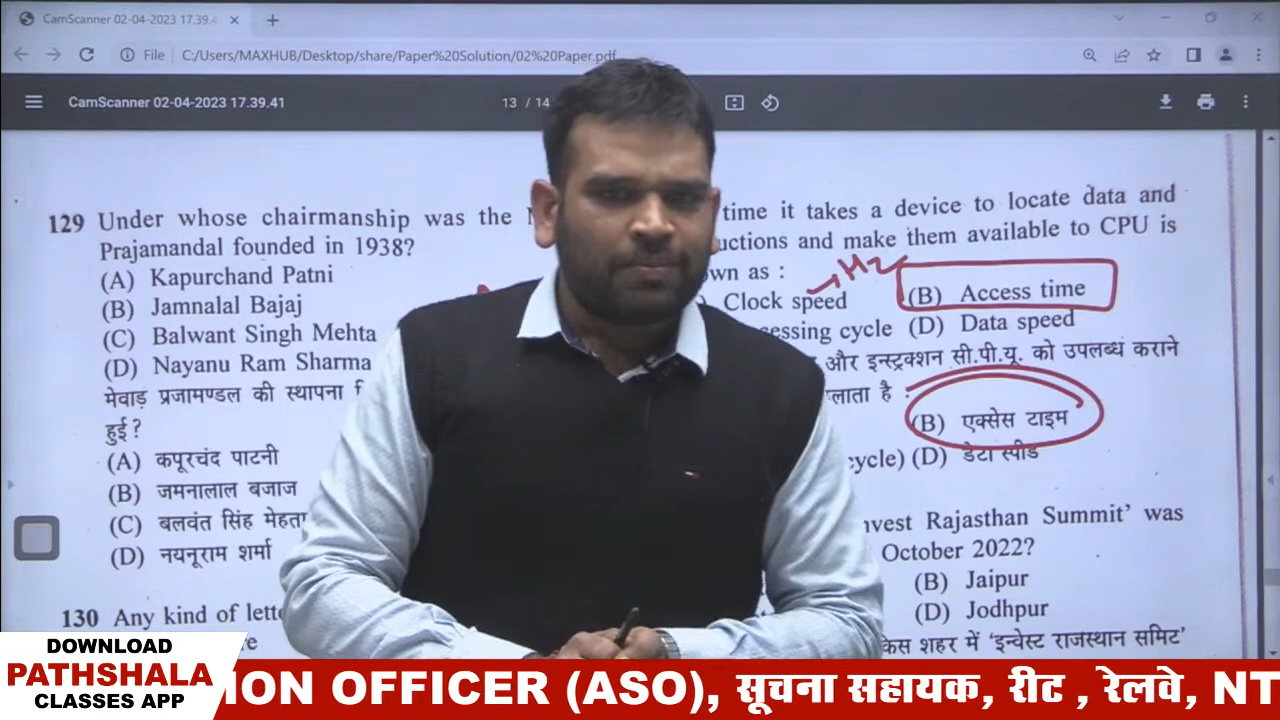 CamScanner 02-04-2023 17.39.4
File C:/Users/MAXHUB/Desktop/share/Paper%20Solution/02%20Paper.pdf
CamScanner 02-04-2023 17.39.41
13 / 14
129 Under whose chairmanship was the
Prajamandal founded in 1938?
(A) Kapurchand Patni
(B) Jamnalal Bajaj
(C) Balwant Singh Mehta
(D) Nayanu Ram Sharma
मेवाड़ प्रजामण्डल की स्थापना
हुई?
(A) कपूरचंद पाटनी
(B) जमनालाल बजाज
(C) बलवंत सिंह मेहता
(D) नयनूराम शर्मा
130 Any kind of lette
time it takes a device to locate data and
uctions and make them available to CPU is
own as :
Hz
Clock speed (B) Access time
cessing cycle (D) Data speed
और इन्स्ट्रक्शन सी.पी.यू. को उपलब्ध कराने
लाता है :
(B) एक्सेस टाइम
cycle) (D) डेटा स्पीड
nvest Rajasthan Summit' was
October 2022?
(B) Jaipur
(D) Jodhpur
किस शहर में 'इन्वेस्ट राजस्थान समिट'
DOWNLOAD
PATHSHALA
CLASSES APP
ION OFFICER (ASO), सूचना सहायक, रीट , रेलवे, NT